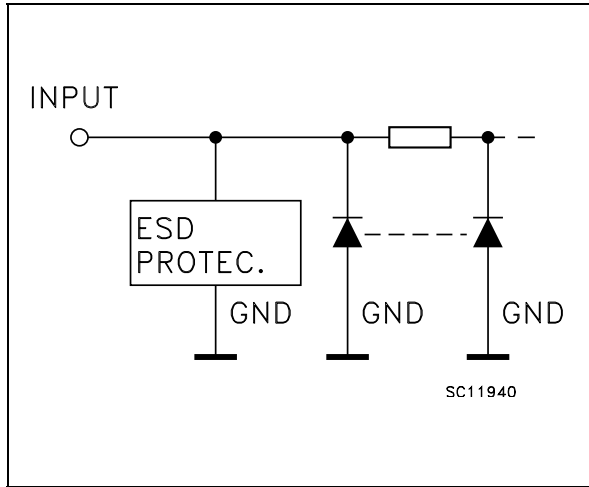 INPUT
ESD
PROTEC.
GND GND GND
SC11940